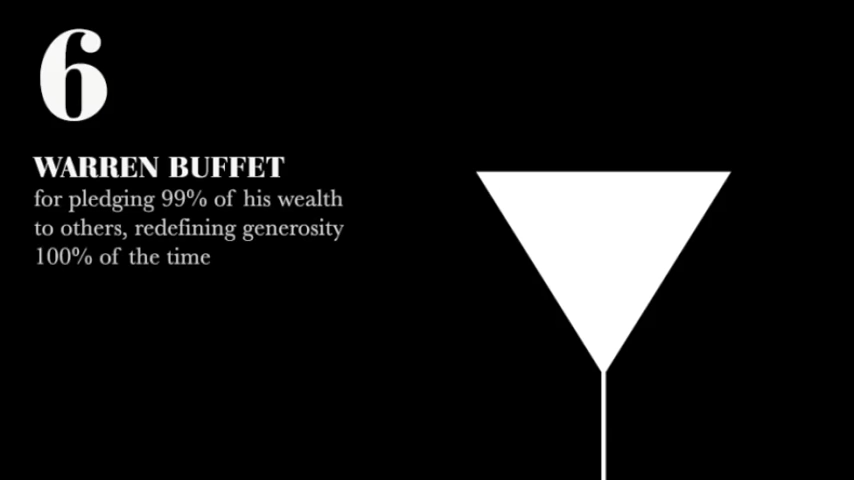 6
WARREN BUFFET
for pledging 99% of his wealth
to others, redefining generosity
100% of the time